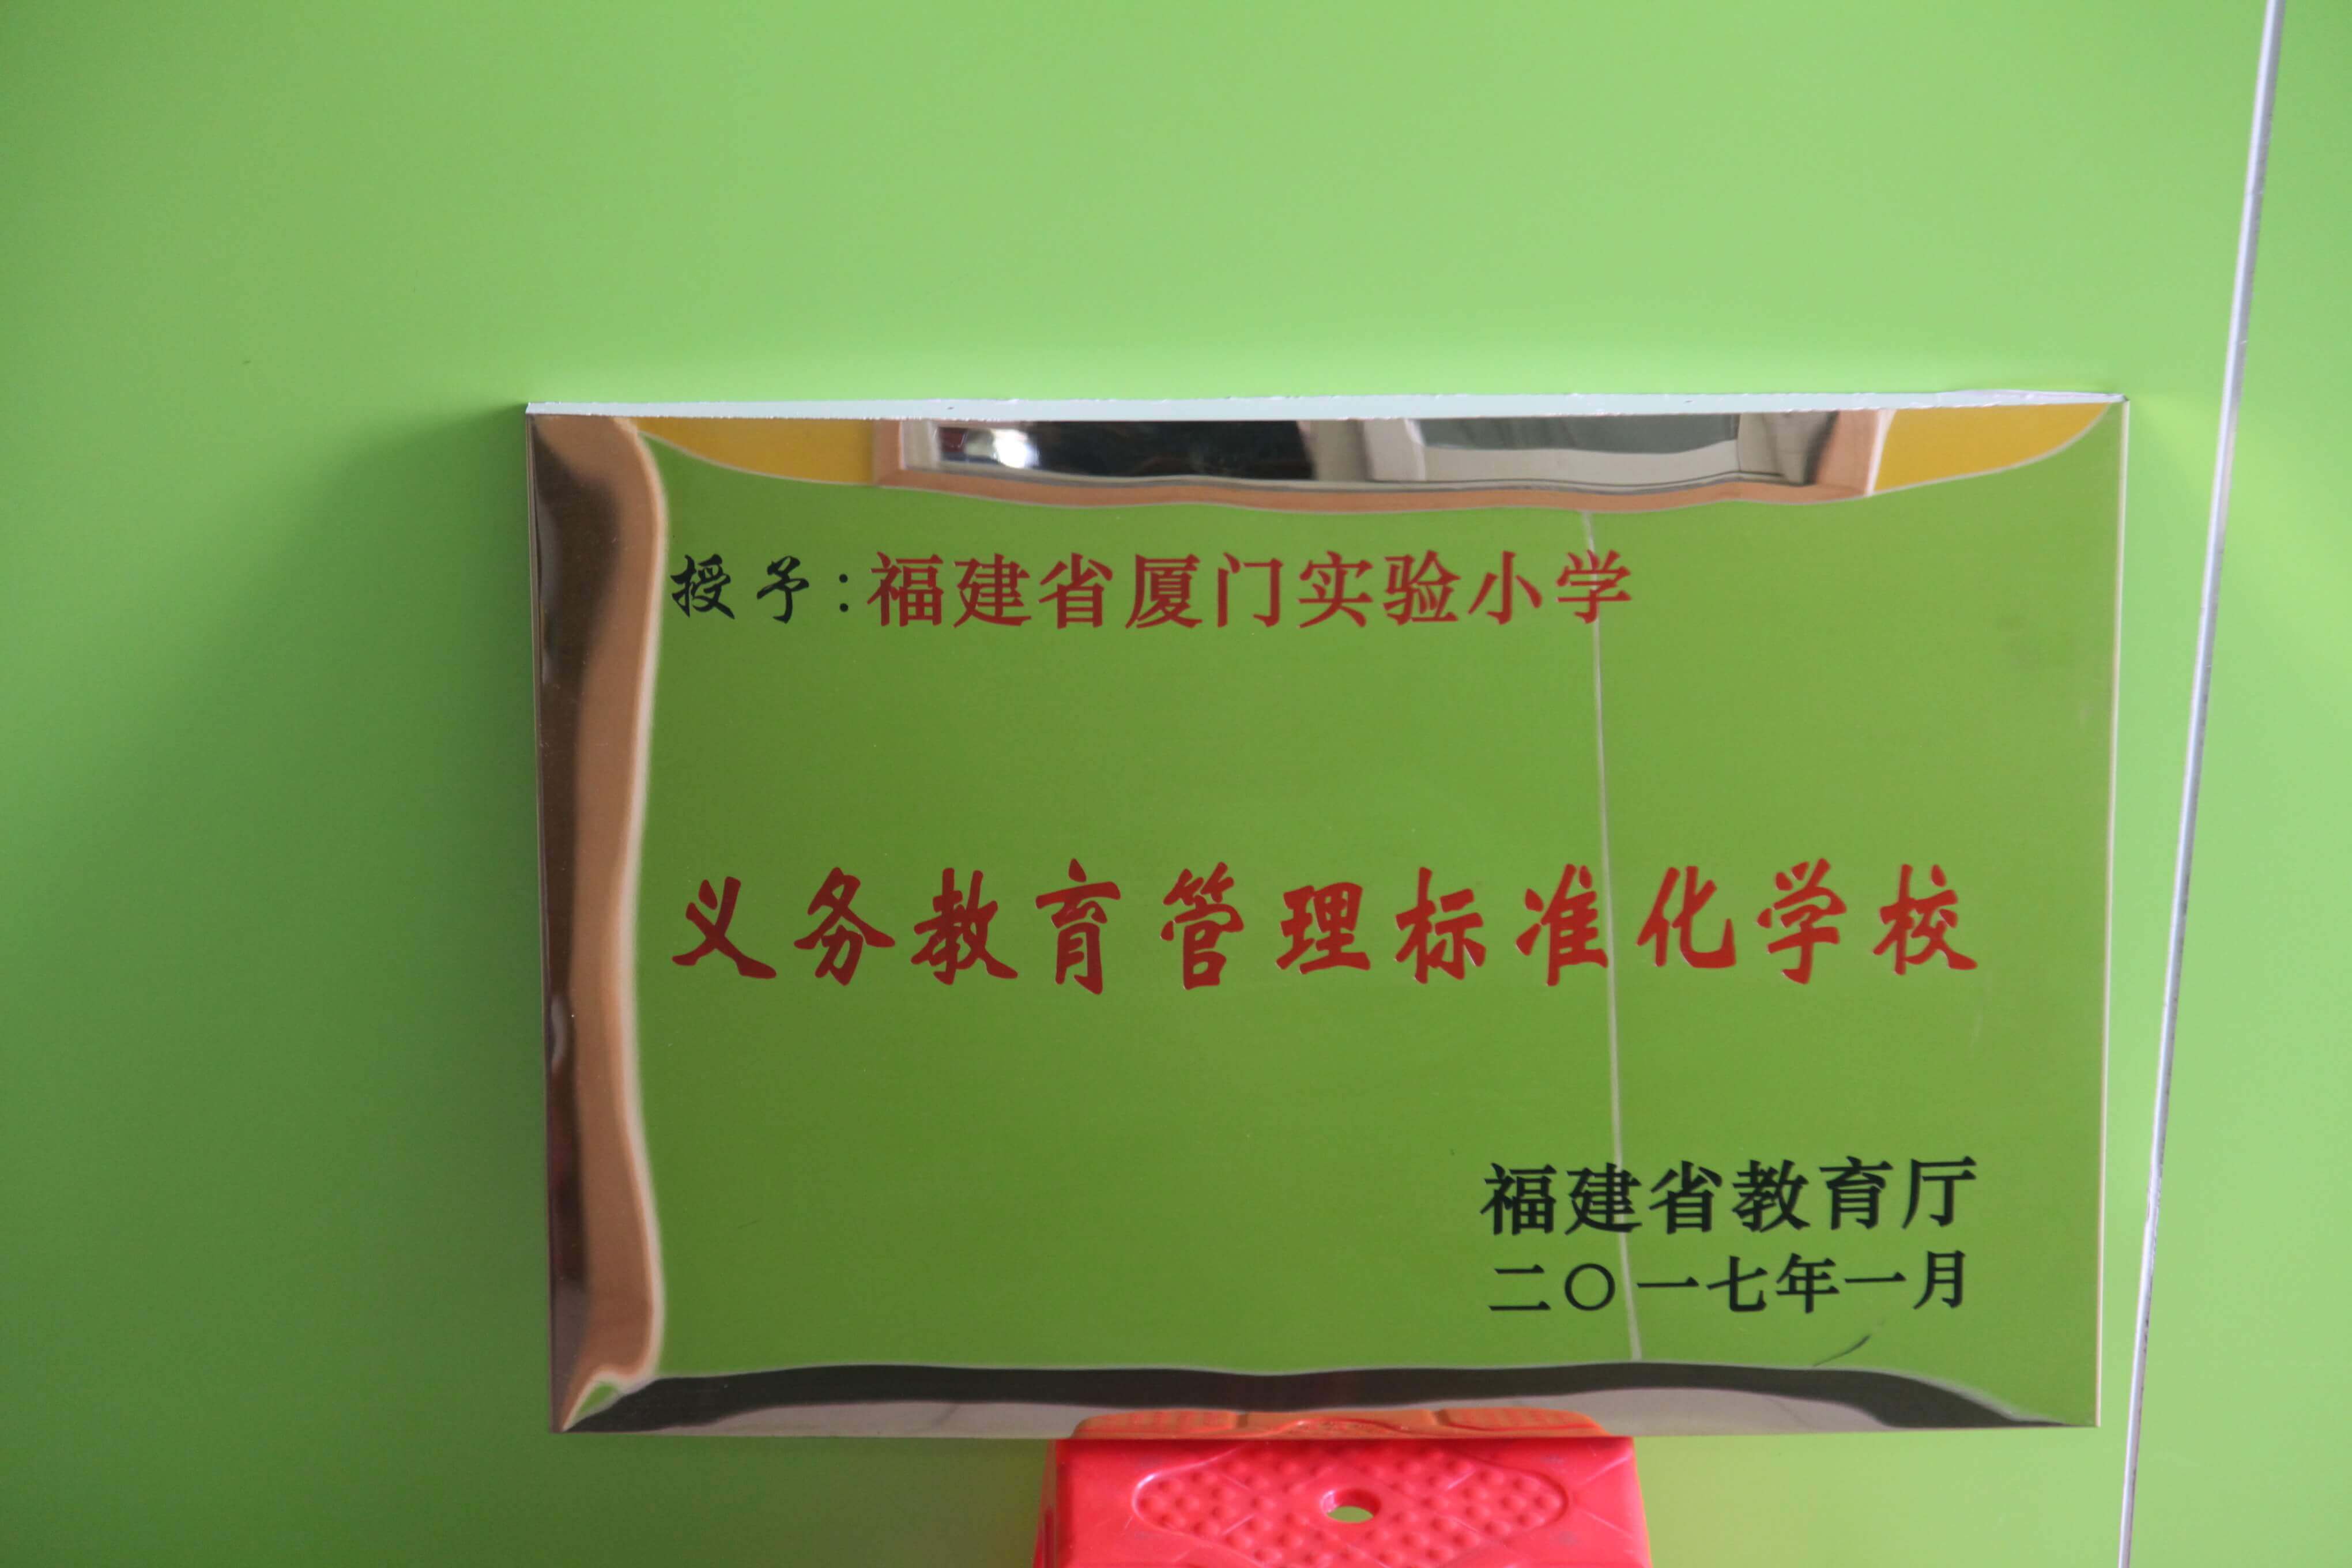 授予:福建省厦门实验小学
义务教育管理标准化学校
福建省教育厅
二〇一七年一月